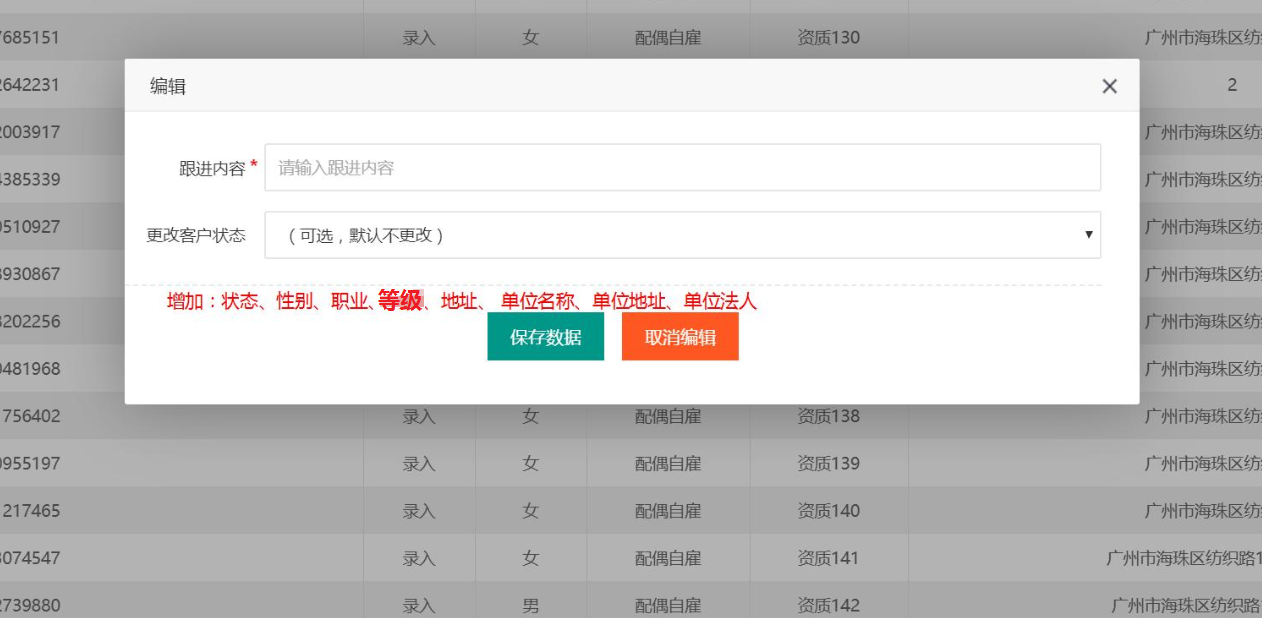 7685151 录入 女 配偶自雇 资质130 广州市海珠区纺
2642231 2
编辑
2003917 广州市海珠区纺
跟进内容* 请输入跟进内容
4385339 广州市海珠区纺
9510927 广州市海珠区纺
更改客户状态 （可选，默认不更改）
8930867 广州市海珠区纺
增加：状态、性别、职业、等级、地址、 单位名称、单位地址、单位法人
8202256 广州市海珠区纺
保存数据 取消编辑
0481968 广州市海珠区纺
1756402 录入 女 配偶自雇 资质138 广州市海珠区纺
0955197 录入 女 配偶自雇 资质139 广州市海珠区纺
217465 录入 女 配偶自雇 资质140 广州市海珠区纺
8074547 录入 女 配偶自雇 资质141 广州市海珠区纺织路1
2739880 录入 男 配偶自雇 资质142 广州市海珠区纺织路